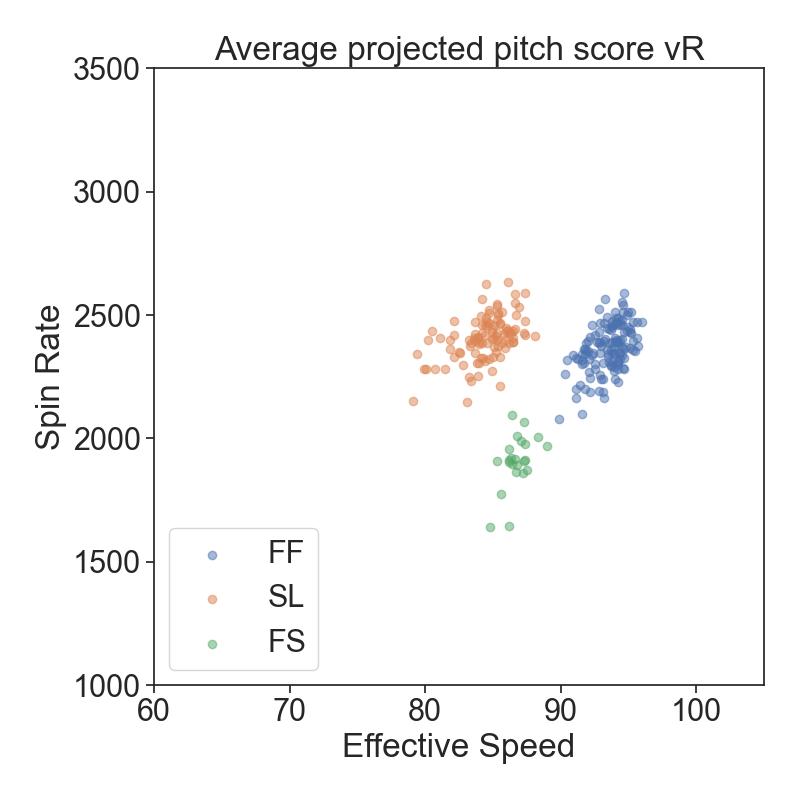 Average projected pitch score vR
3500
3000
2500
2000
1500
1000
Spin Rate
FF
SL
FS
60 70 80 90 100
Effective Speed